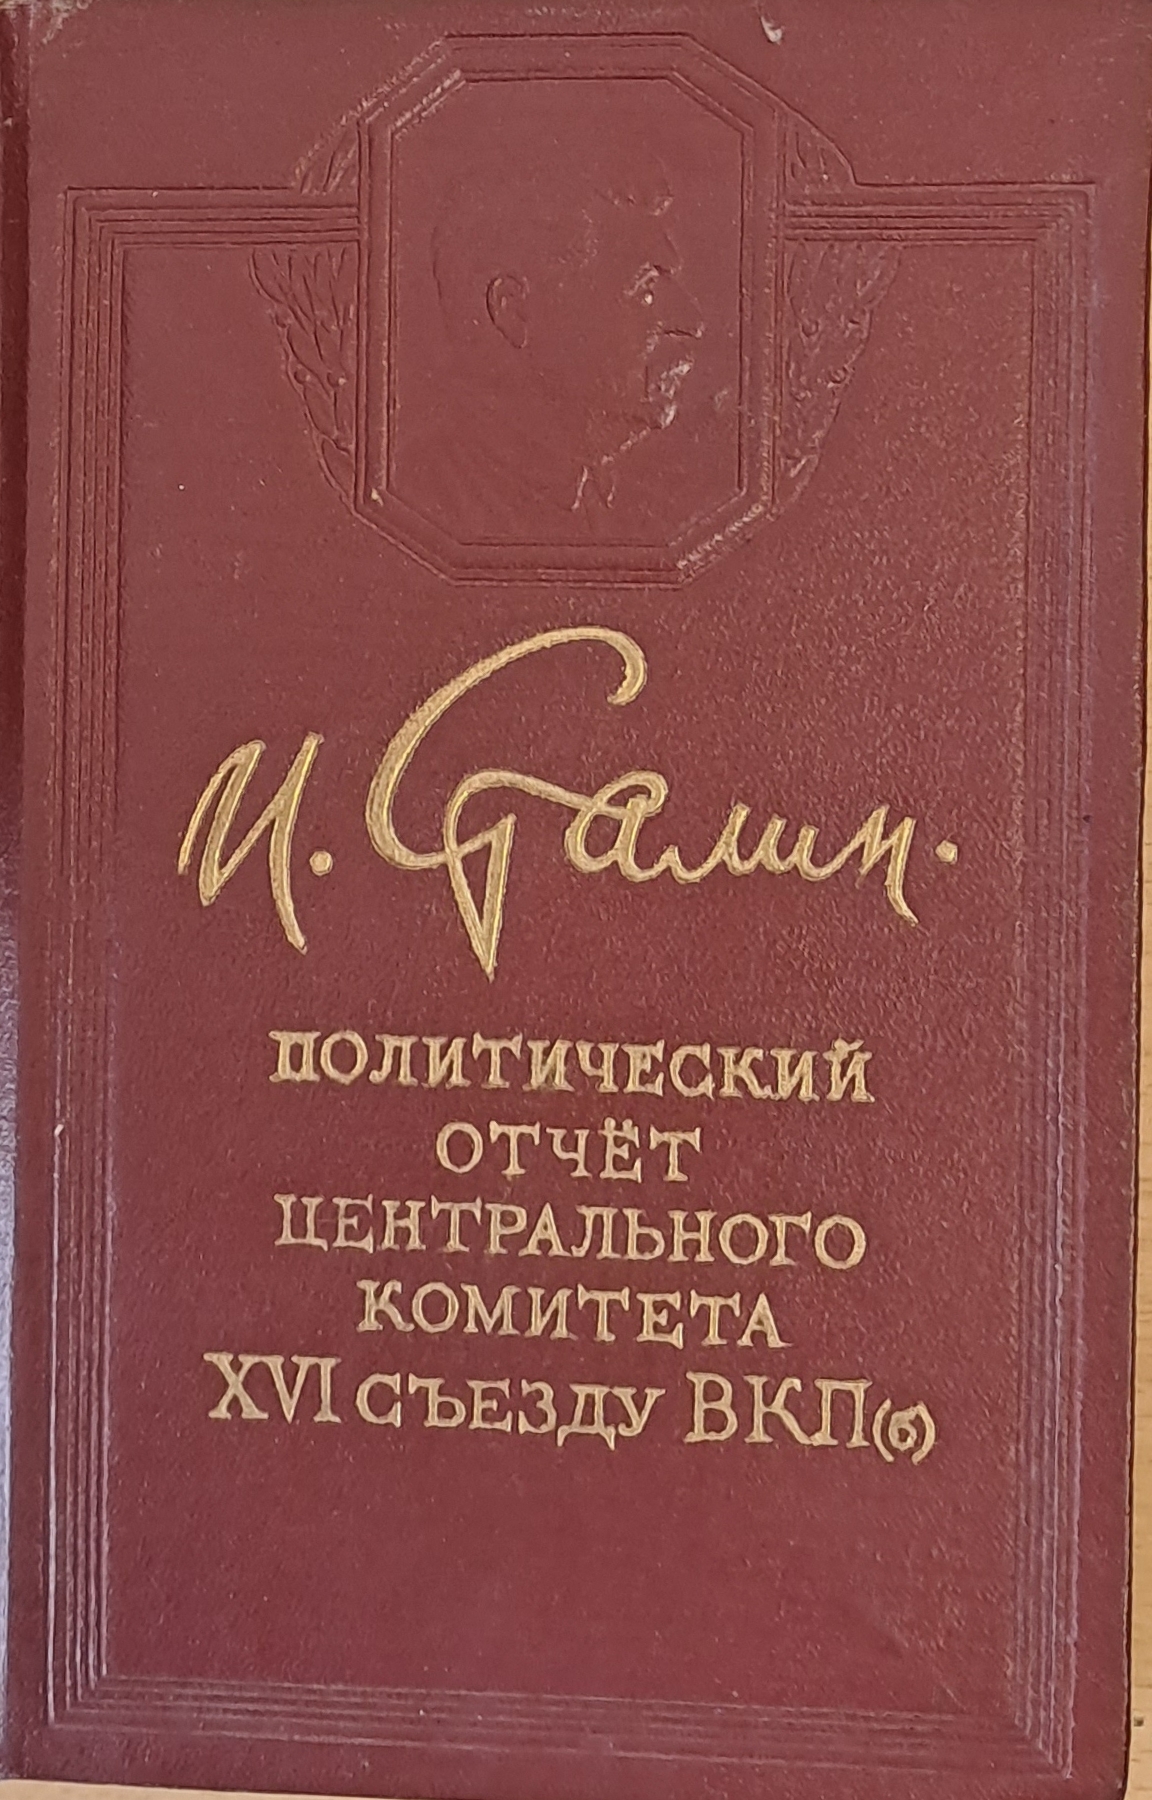 И. Сталин.
ПОЛИТИЧЕСКИЙ
ОТЧЁТ
ЦЕНТРАЛЬНОГО
КОМИТЕТА
XVI СЪЕЗДУ ВКП(б)